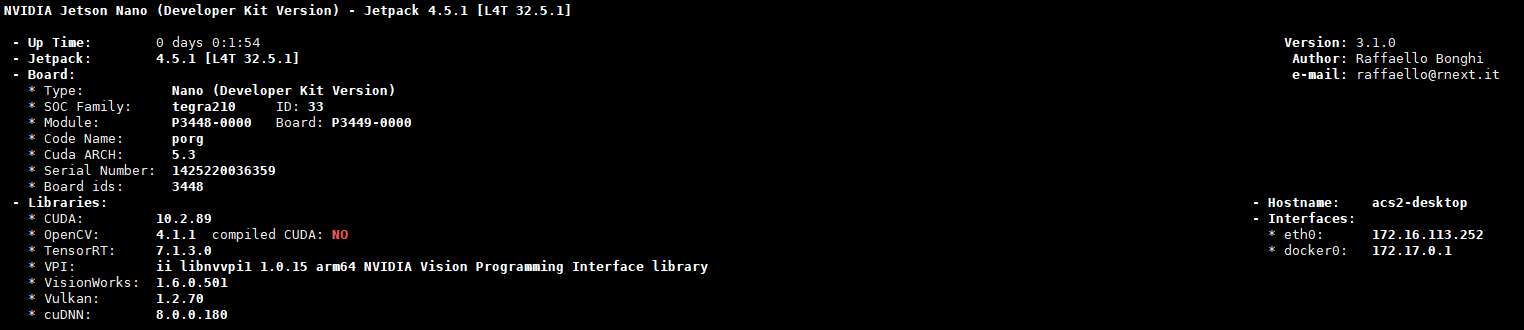 NVIDIA Jetson Nano (Developer Kit Version) - Jetpack 4.5.1 [L4T 32.5.1]
- Up Time: 0 days 0:1:54 Version: 3.1.0
- Jetpack: 4.5.1 [L4T 32.5.1] Author: Raffaello Bonghi
- Board: e-mail: raffaello@rnext.it
* Type: Nano (Developer Kit Version)
* SOC Family: tegra210 ID: 33
* Module: P3448-0000 Board: P3449-0000
* Code Name: porg
* Cuda ARCH: 5.3
* Serial Number: 1425220036359
* Board ids: 3448
- Libraries: - Hostname: acs2-desktop
* CUDA: 10.2.89 - Interfaces:
* OpenCV: 4.1.1 compiled CUDA: NO * eth0: 172.16.113.252
* TensorRT: 7.1.3.0 * docker0: 172.17.0.1
* VPI: ii libnvvpi1 1.0.15 arm64 NVIDIA Vision Programming Interface library
* VisionWorks: 1.6.0.501
* Vulkan: 1.2.70
* cuDNN: 8.0.0.180